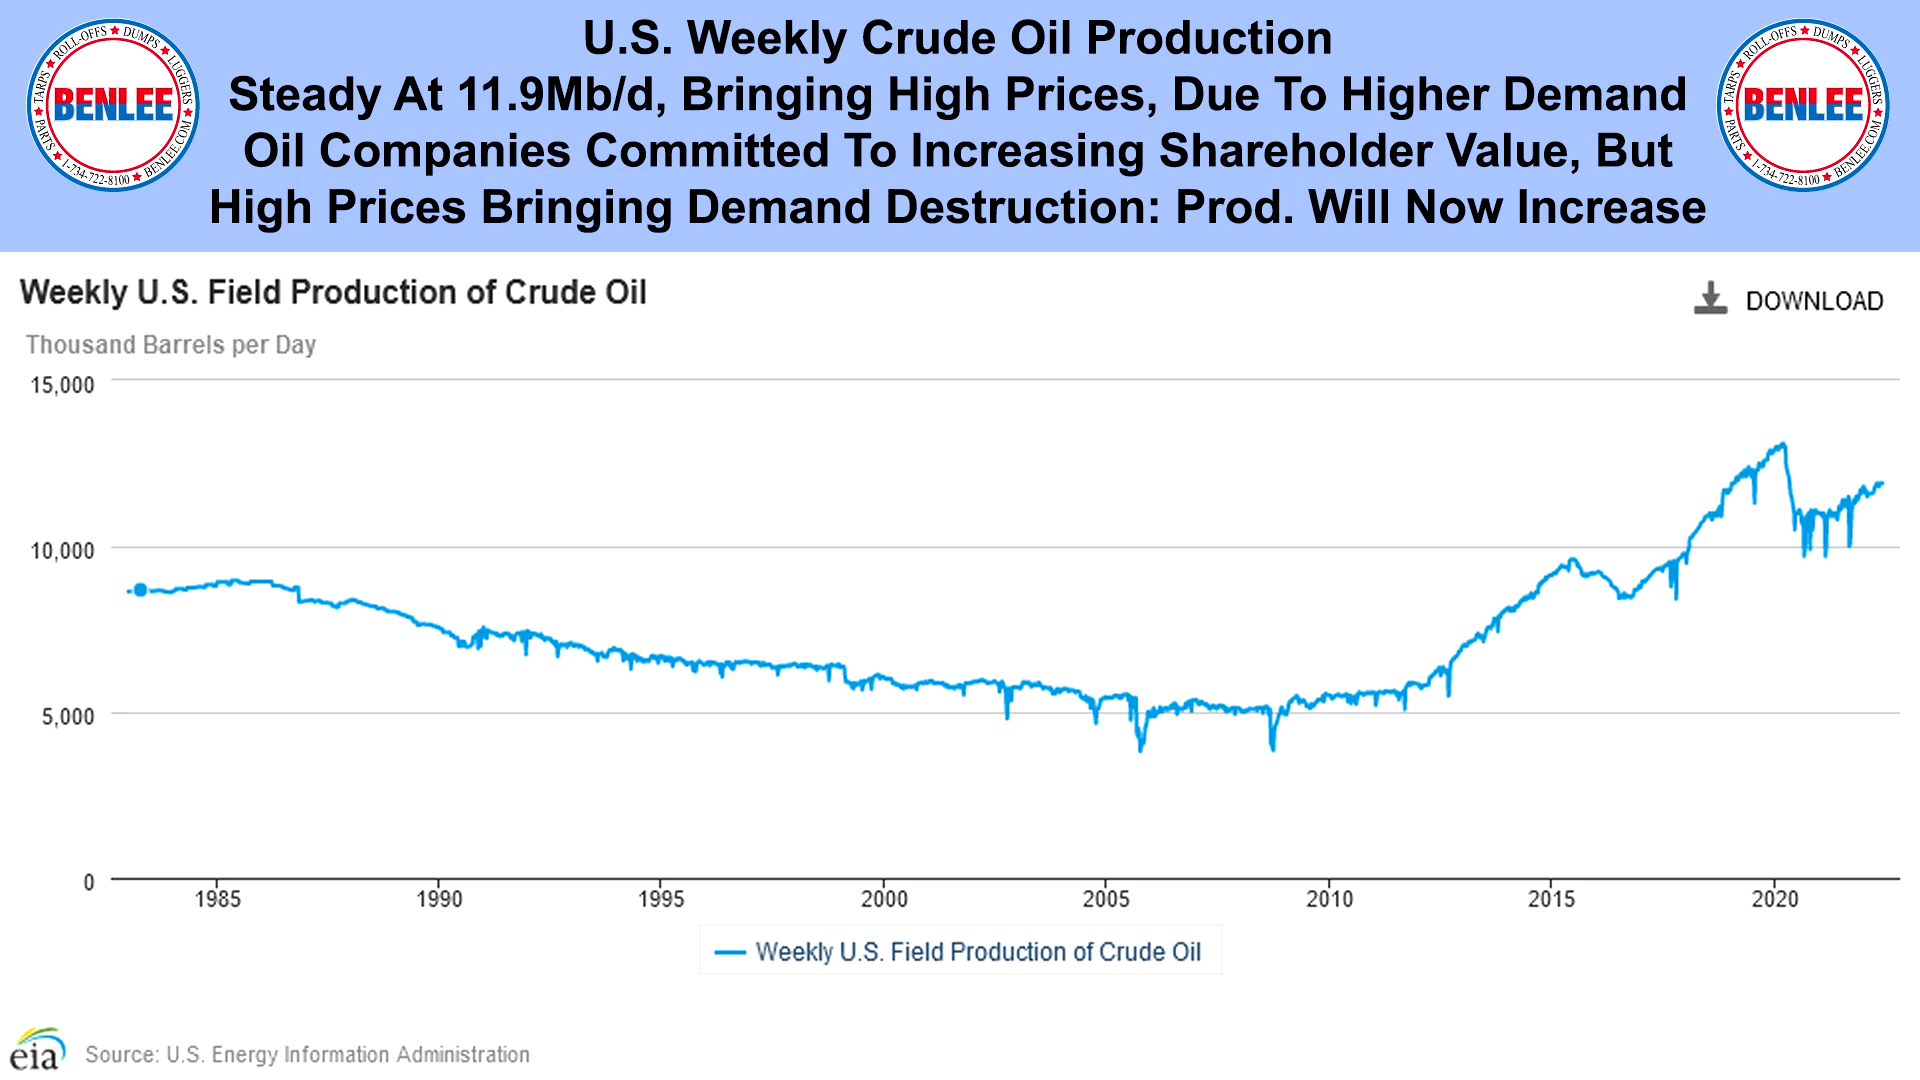 U.S. Weekly Crude Oil Production
Steady At 11.9Mb/d, Bringing High Prices, Due To Higher Demand
Oil Companies Committed To Increasing Shareholder Value, But
High Prices Bringing Demand Destruction: Prod. Will Now Increase
TARPS ★ ROLL-OFFS ★ DUMPS ★ LUGGERS ★
BENLEE
PARTS ★ 1-734-722-8100 ★ BENLEE.COM ★
TARPS ★ ROLL-OFFS ★ DUMPS ★ LUGGERS ★
BENLEE
PARTS ★ 1-734-722-8100 ★ BENLEE.COM ★
Weekly U.S. Field Production of Crude Oil
DOWNLOAD
Thousand Barrels per Day
15,000
10,000
5,000
0
1985 1990 1995 2000 2005 2010 2015 2020
Weekly U.S. Field Production of Crude Oil
eia Source: U.S. Energy Information Administration